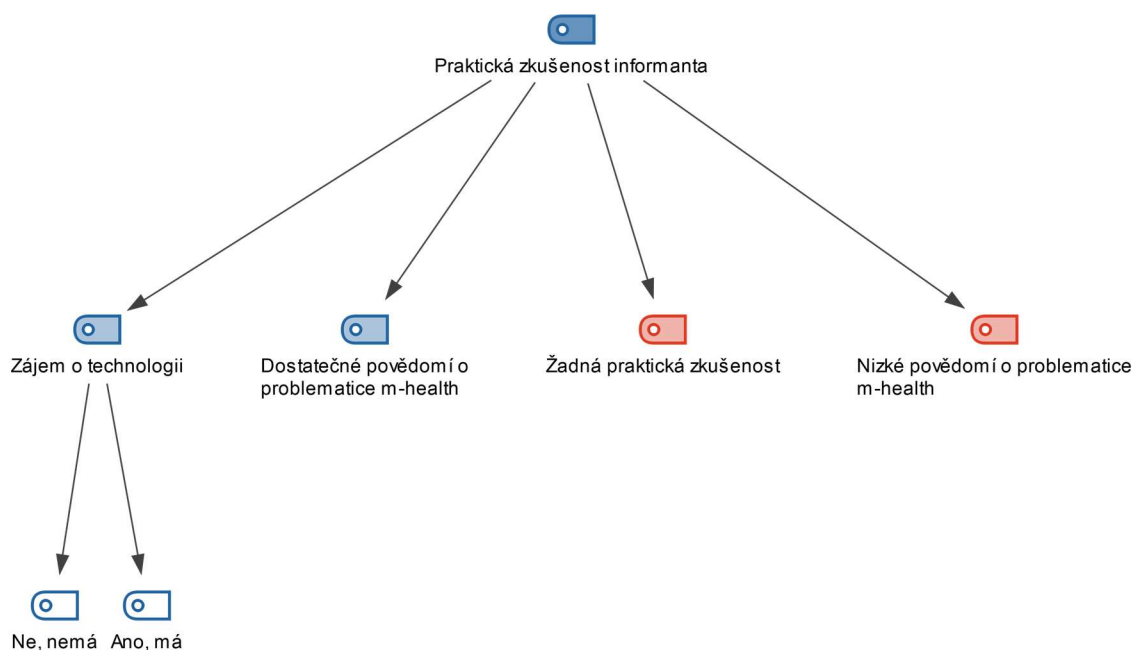 Praktická zkušenost informanta
Zájem o technologii
Dostatečné povědomí o
problematice m-health
Žadná praktická zkušenost
Nizké povědomí o problematice
m-health
Ne, nemá
Ano, má